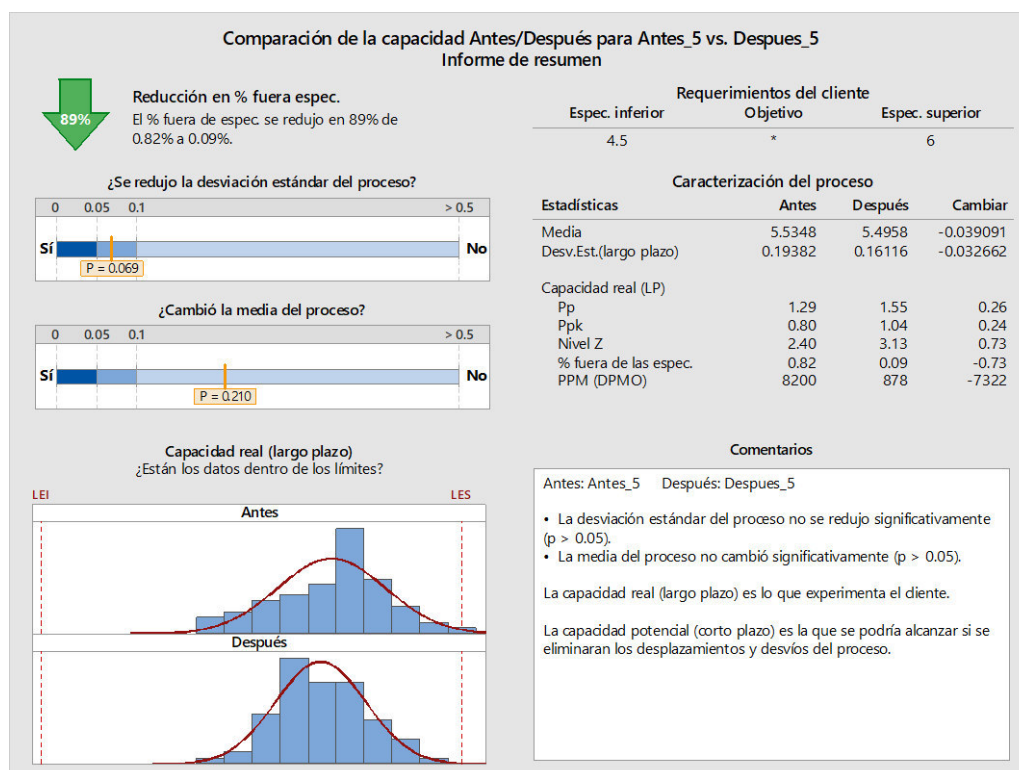 Comparación de la capacidad Antes/Después para Antes_5 vs. Despues_5
Informe de resumen
89%
Reducción en % fuera espec.
El % fuera de espec. se redujo en 89% de
0.82% a 0.09%.
¿Se redujo la desviación estándar del proceso?
0 0.05 0.1 > 0.5
Sí No
P = 0.069
¿Cambió la media del proceso?
0 0.05 0.1 > 0.5
Sí No
P = 0.210
Capacidad real (largo plazo)
¿Están los datos dentro de los límites?
LEI LES
Antes
Después
Requerimientos del cliente
Espec. inferior Objetivo Espec. superior
4.5 * 6
Caracterización del proceso
Estadísticas Antes Después Cambiar
Media 5.5348 5.4958 -0.039091
Desv.Est.(largo plazo) 0.19382 0.16116 -0.032662
Capacidad real (LP)
Pp 1.29 1.55 0.26
Ppk 0.80 1.04 0.24
Nivel Z 2.40 3.13 0.73
% fuera de las espec. 0.82 0.09 -0.73
PPM (DPMO) 8200 878 -7322
Comentarios
Antes: Antes_5 Después: Despues_5
• La desviación estándar del proceso no se redujo significativamente
(p > 0.05).
• La media del proceso no cambió significativamente (p > 0.05).
La capacidad real (largo plazo) es lo que experimenta el cliente.
La capacidad potencial (corto plazo) es la que se podría alcanzar si se
eliminaran los desplazamientos y desvíos del proceso.